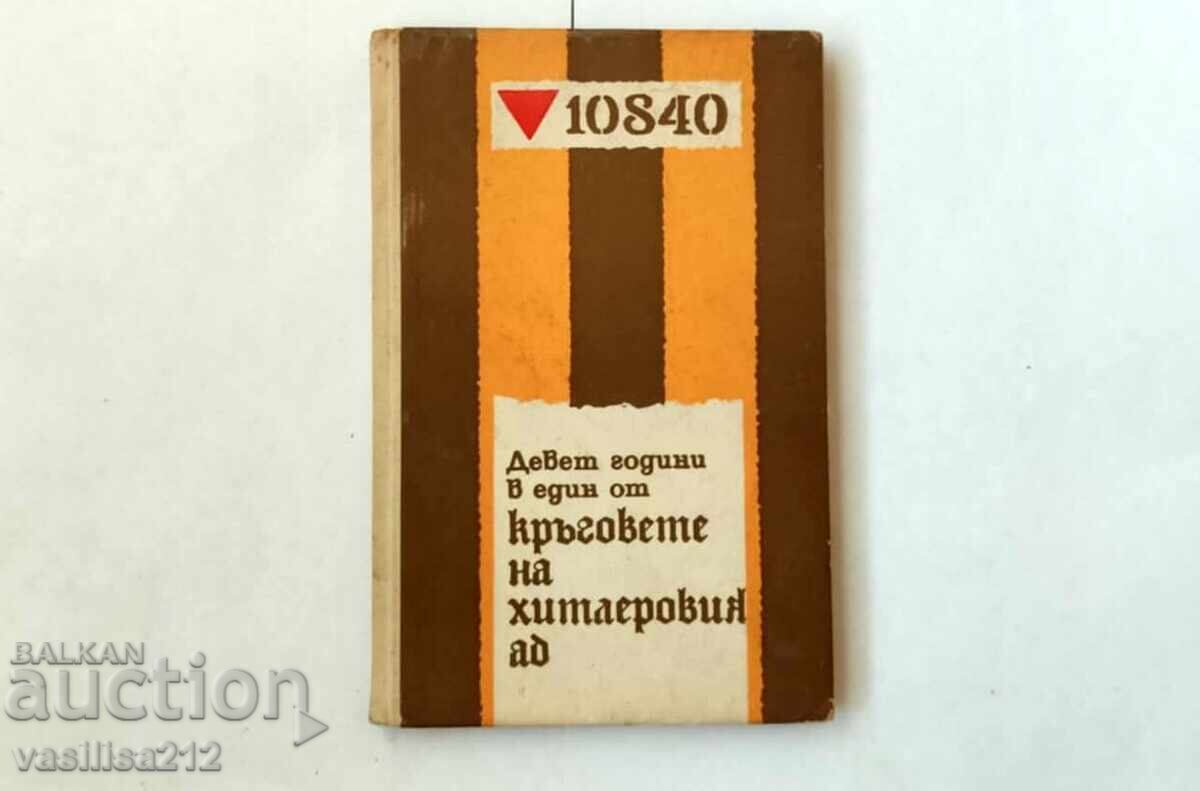 10840
Девет години
в един от
кръговете
на
хитлеровия
ад
BALKAN
auction
vasilisa212